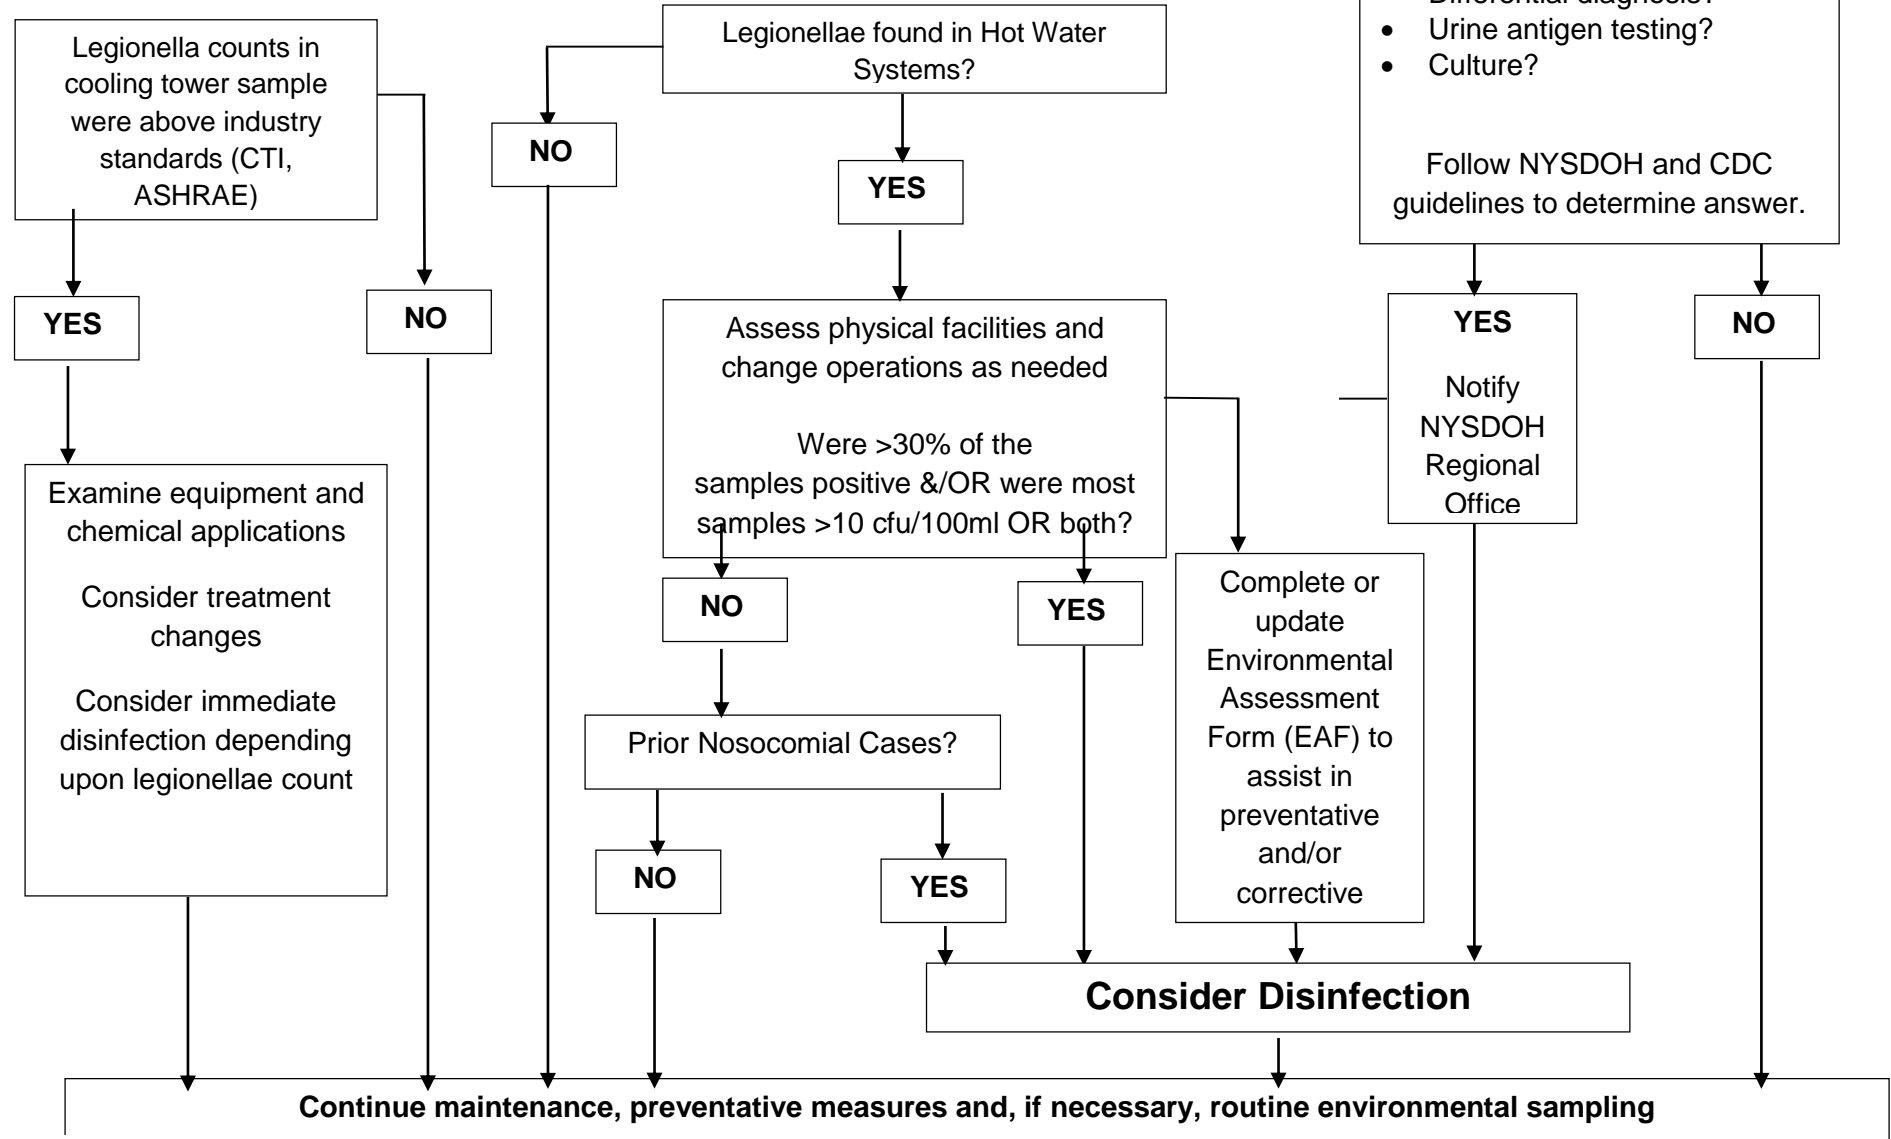 Legionella counts in
cooling tower sample
were above industry
standards (CTI,
ASHRAE)
YES
NO
Examine equipment and
chemical applications
Consider treatment
changes
Consider immediate
disinfection depending
upon legionellae count
Legionellae found in Hot Water
Systems?
NO
YES
Assess physical facilities and
change operations as needed
Were >30% of the
samples positive &/OR were most
samples >10 cfu/100ml OR both?
NO
YES
Prior Nosocomial Cases?
NO
YES
Complete or
update
Environmental
Assessment
Form (EAF) to
assist in
preventative
and/or
corrective
Differential diagnosis?
• Urine antigen testing?
• Culture?
Follow NYSDOH and CDC
guidelines to determine answer.
YES
Notify
NYSDOH
Regional
Office
NO
Consider Disinfection
Continue maintenance, preventative measures and, if necessary, routine environmental sampling